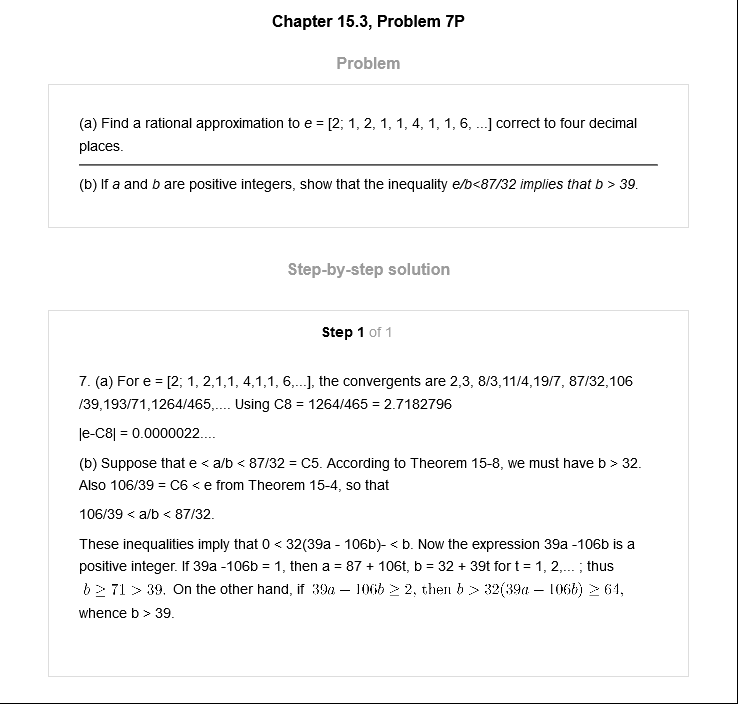 Chapter 15.3, Problem 7P
Problem
(a) Find a rational approximation to e = [2; 1, 2, 1, 1, 4, 1, 1, 6, ...] correct to four decimal
places.
(b) If a and b are positive integers, show that the inequality e/b<87/32 implies that b > 39.
Step-by-step solution
Step 1 of 1
7. (a) For e = [2; 1, 2,1,1, 4,1,1, 6,...], the convergents are 2,3, 8/3,11/4,19/7, 87/32,106
/39,193/71,1264/465,.... Using C8 = 1264/465 = 2.7182796
|e-C8| = 0.0000022....
(b) Suppose that e < a/b < 87/32 = C5. According to Theorem 15-8, we must have b > 32.
Also 106/39 = C6 < e from Theorem 15-4, so that
106/39 < a/b < 87/32.
These inequalities imply that 0 < 32(39a - 106b)- < b. Now the expression 39a -106b is a
positive integer. If 39a -106b = 1, then a = 87 + 106t, b = 32 + 39t for t = 1, 2,... ; thus
b ≥ 71 > 39. On the other hand, if 39a − 106b ≥ 2, then b > 32(39a − 106b) ≥ 64,
whence b > 39.